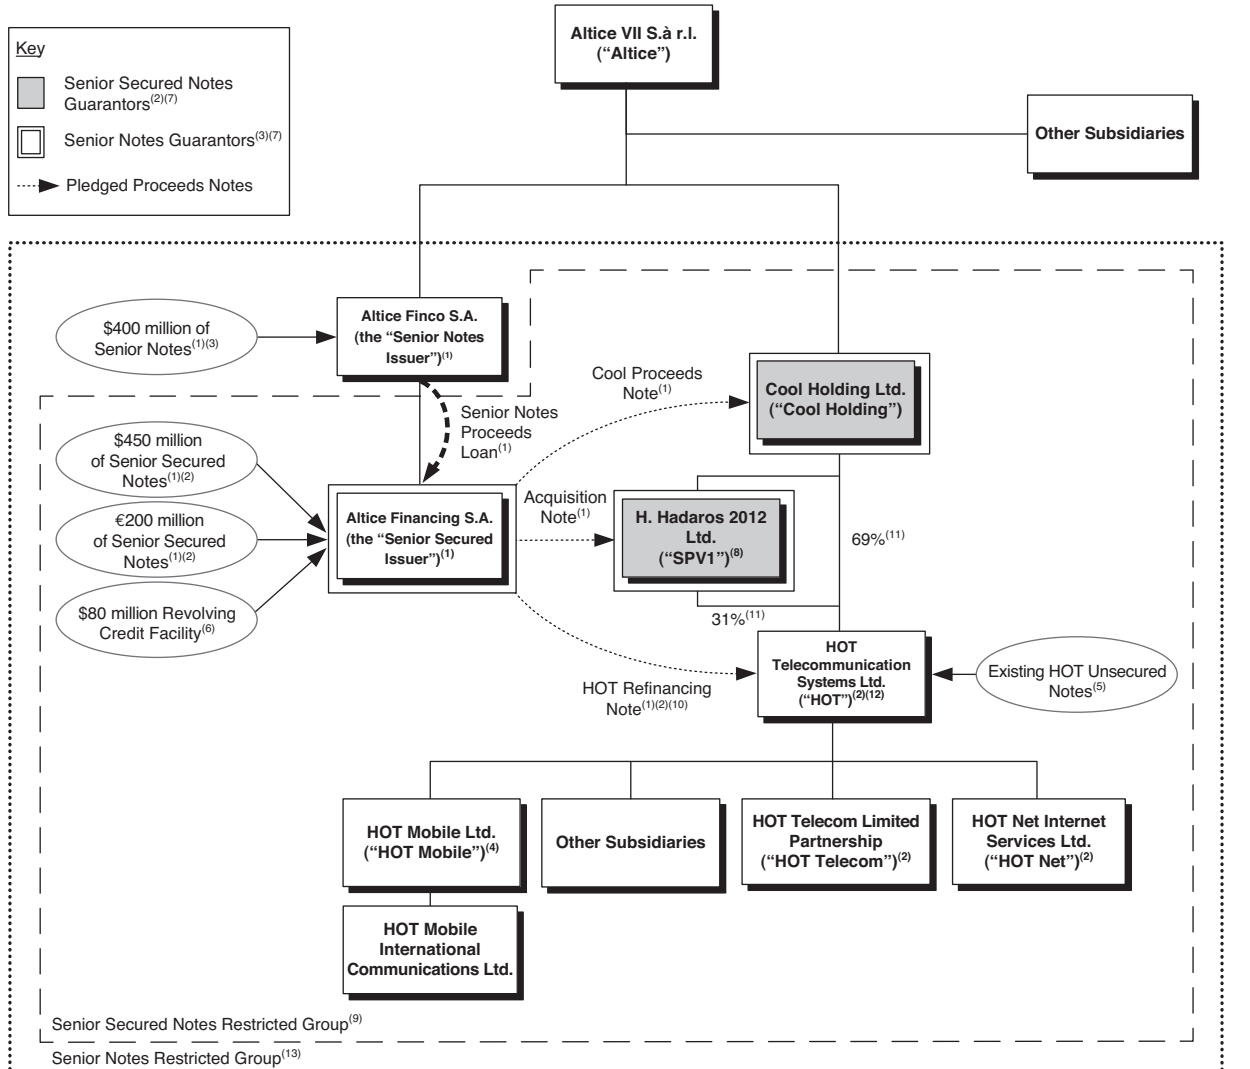 Altice VII S.à r.l.
(“Altice”)
Key
Senior Secured Notes
Guarantors(2)(7)
Senior Notes Guarantors(3)(7)
Pledged Proceeds Notes
Other Subsidiaries
$400 million of
Senior Notes(1)(3)
Altice Finco S.A.
(the “Senior Notes
Issuer”)(1)
Cool Proceeds
Note(1)
Cool Holding Ltd.
(“Cool Holding”)
Senior Notes
Proceeds
Loan(1)
$450 million
of Senior Secured
Notes(1)(2)
€200 million
of Senior Secured
Notes(1)(2)
$80 million Revolving
Credit Facility(6)
Altice Financing S.A.
(the “Senior Secured
Issuer”)(1)
Acquisition
Note(1)
H. Hadaros 2012
Ltd.
(“SPV1”)(8)
69%(11)
31%(11)
HOT Refinancing
Note(1)(2)(10)
HOT
Telecommunication
Systems Ltd.
(“HOT”)(2)(12)
Existing HOT Unsecured
Notes(5)
HOT Mobile Ltd.
(“HOT Mobile”)(4)
Other Subsidiaries
HOT Telecom Limited
Partnership
(“HOT Telecom”)(2)
HOT Net Internet
Services Ltd.
(“HOT Net”)(2)
HOT Mobile
International
Communications Ltd.
Senior Secured Notes Restricted Group(9)
Senior Notes Restricted Group(13)